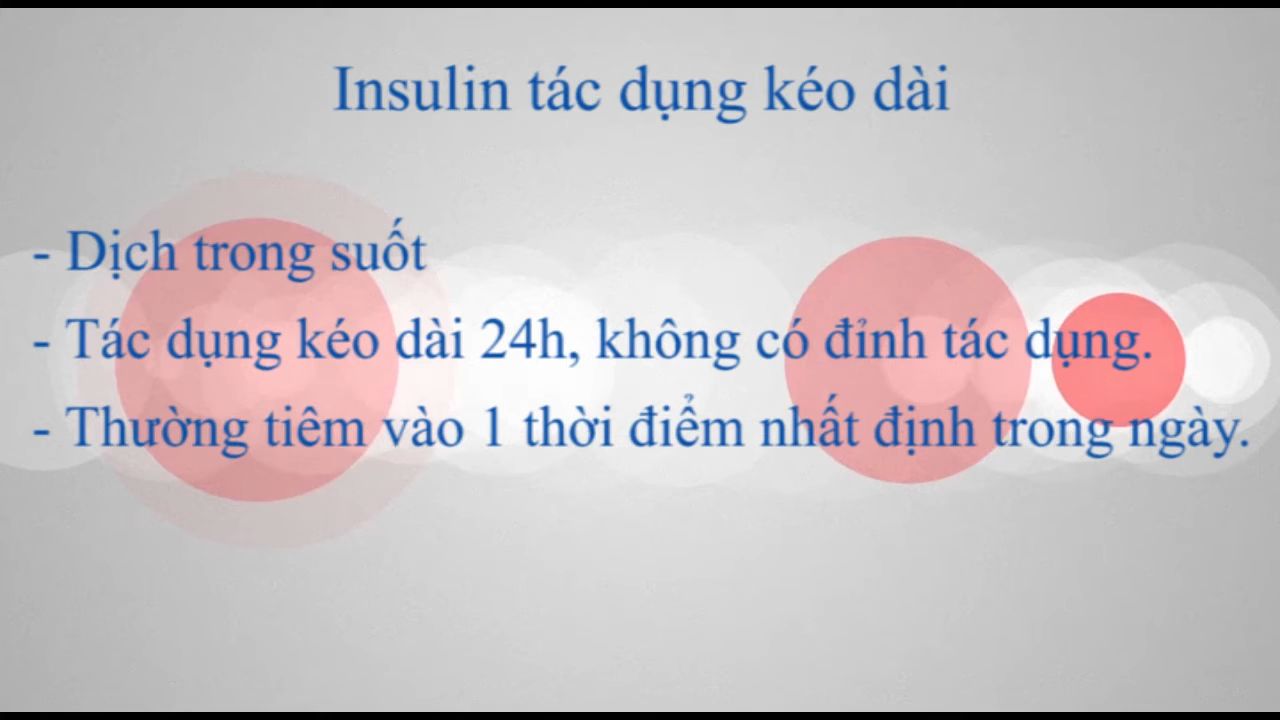 Insulin tác dụng kéo dài
- Dịch trong suốt
- Tác dụng kéo dài 24h, không có đỉnh tác dụng.
- Thường tiêm vào 1 thời điểm nhất định trong ngày.